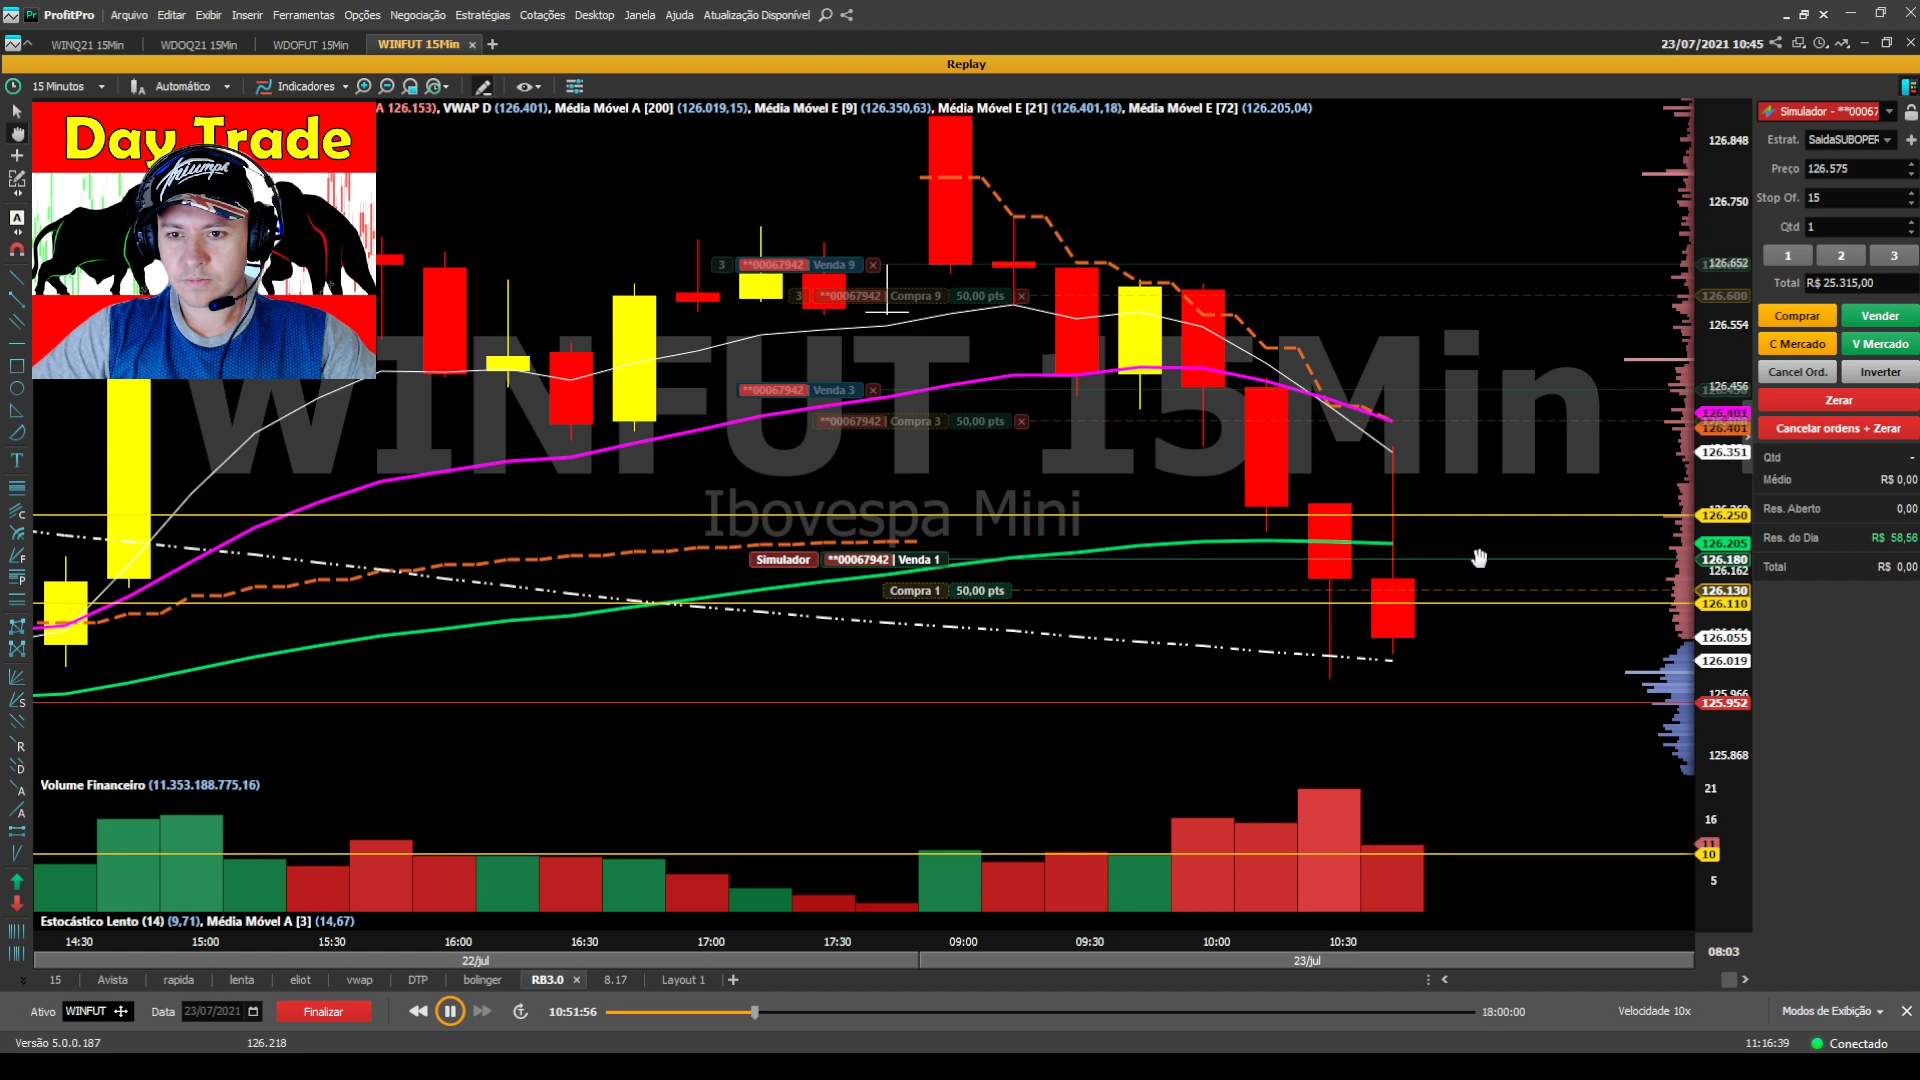 ProfitPro Arquivo Editar Exibir Inserir Ferramentas Opções Negociação Estratégias Cotações Desktop Janela Ajuda Atualização Disponível
WINQ21 15Min WDOQ21 15Min WDOFUT 15Min WINFUT 15Min 23/07/2021 10:45
Replay
15 Minutos Automático Indicadores
A 126.153), VWAP D (126.401), Média Móvel A [200] (126.019,15), Média Móvel E [9] (126.350,63), Média Móvel E [21] (126.401,18), Média Móvel E [72] (126.205,04)
Day Trade
Triumph
WINFUT 15Min
Ibovespa Mini
3 **00067942 Venda 9
3 **00067942 Compra 9 50,00 pts
**00067942 Venda 3
**00067942 Compra 3 50,00 pts
Simulador **00067942 | Venda 1
Compra 1 50,00 pts
126.848
126.750
126.652
126.600
126.554
126.456
126.401
126.401
126.351
126.250
126.205
126.180
126.162
126.130
126.110
126.055
126.019
125.966
125.952
125.868
Simulador - **00067
Estrat. SaidaSUBOPER
Preço 126.575
Stop Of. 15
Qtd 1
1 2 3
Total R$ 25.315,00
Comprar Vender
C Mercado V Mercado
Cancel Ord. Inverter
Zerar
Cancelar ordens + Zerar
Qtd -
Médio R$ 0,00
Res. Aberto 0,00
Res. do Dia R$ 58,56
Total R$ 0,00
Volume Financeiro (11.353.188.775,16)
21
16
11
10
5
Estocástico Lento (14) (9,71), Média Móvel A [3] (14,67)
14:30 15:00 15:30 16:00 16:30 17:00 17:30 09:00 09:30 10:00 10:30
08:03
22/jul 23/jul
15 Avista rapida lenta eliot vwap DTP bolinger RB3.0 8.17 Layout 1
Ativo WINFUT Data 23/07/2021 Finalizar 10:51:56 18:00:00 Velocidade 10x Modos de Exibição
Versão 5.0.0.187 126.218 11:16:39 Conectado